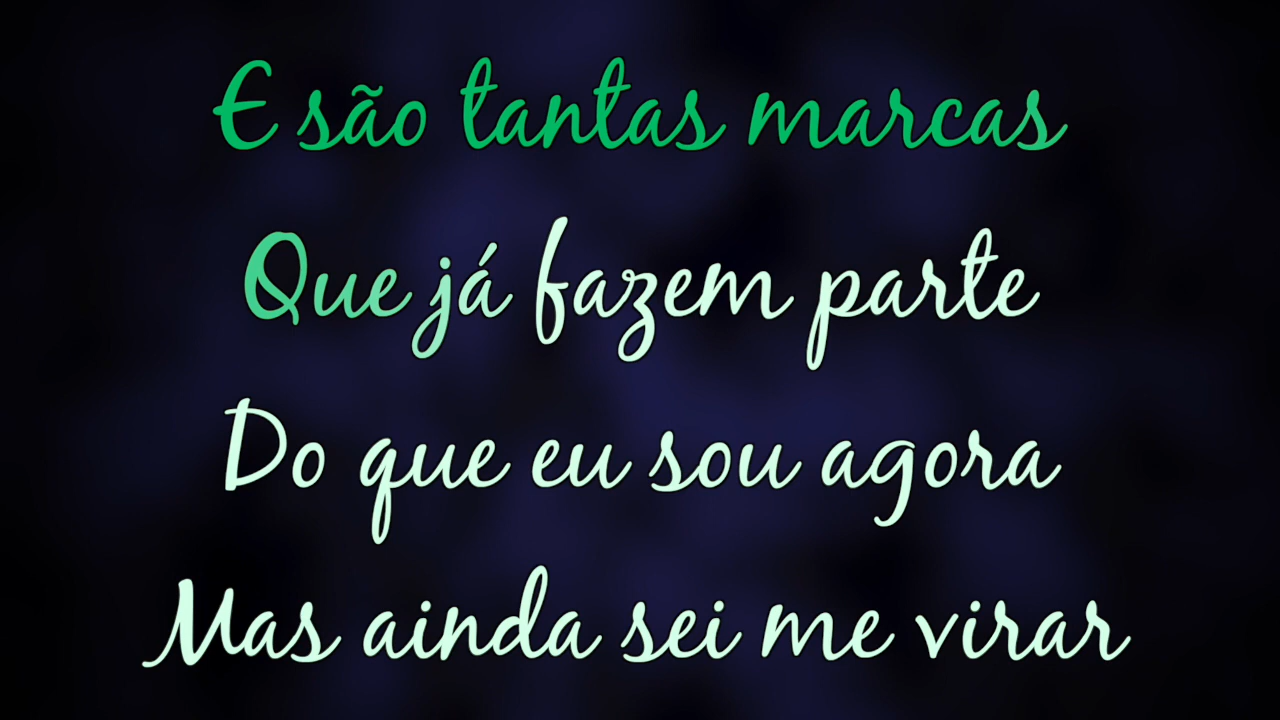 E são tantas marcas
Que já fazem parte
Do que eu sou agora
Mas ainda sei me virar